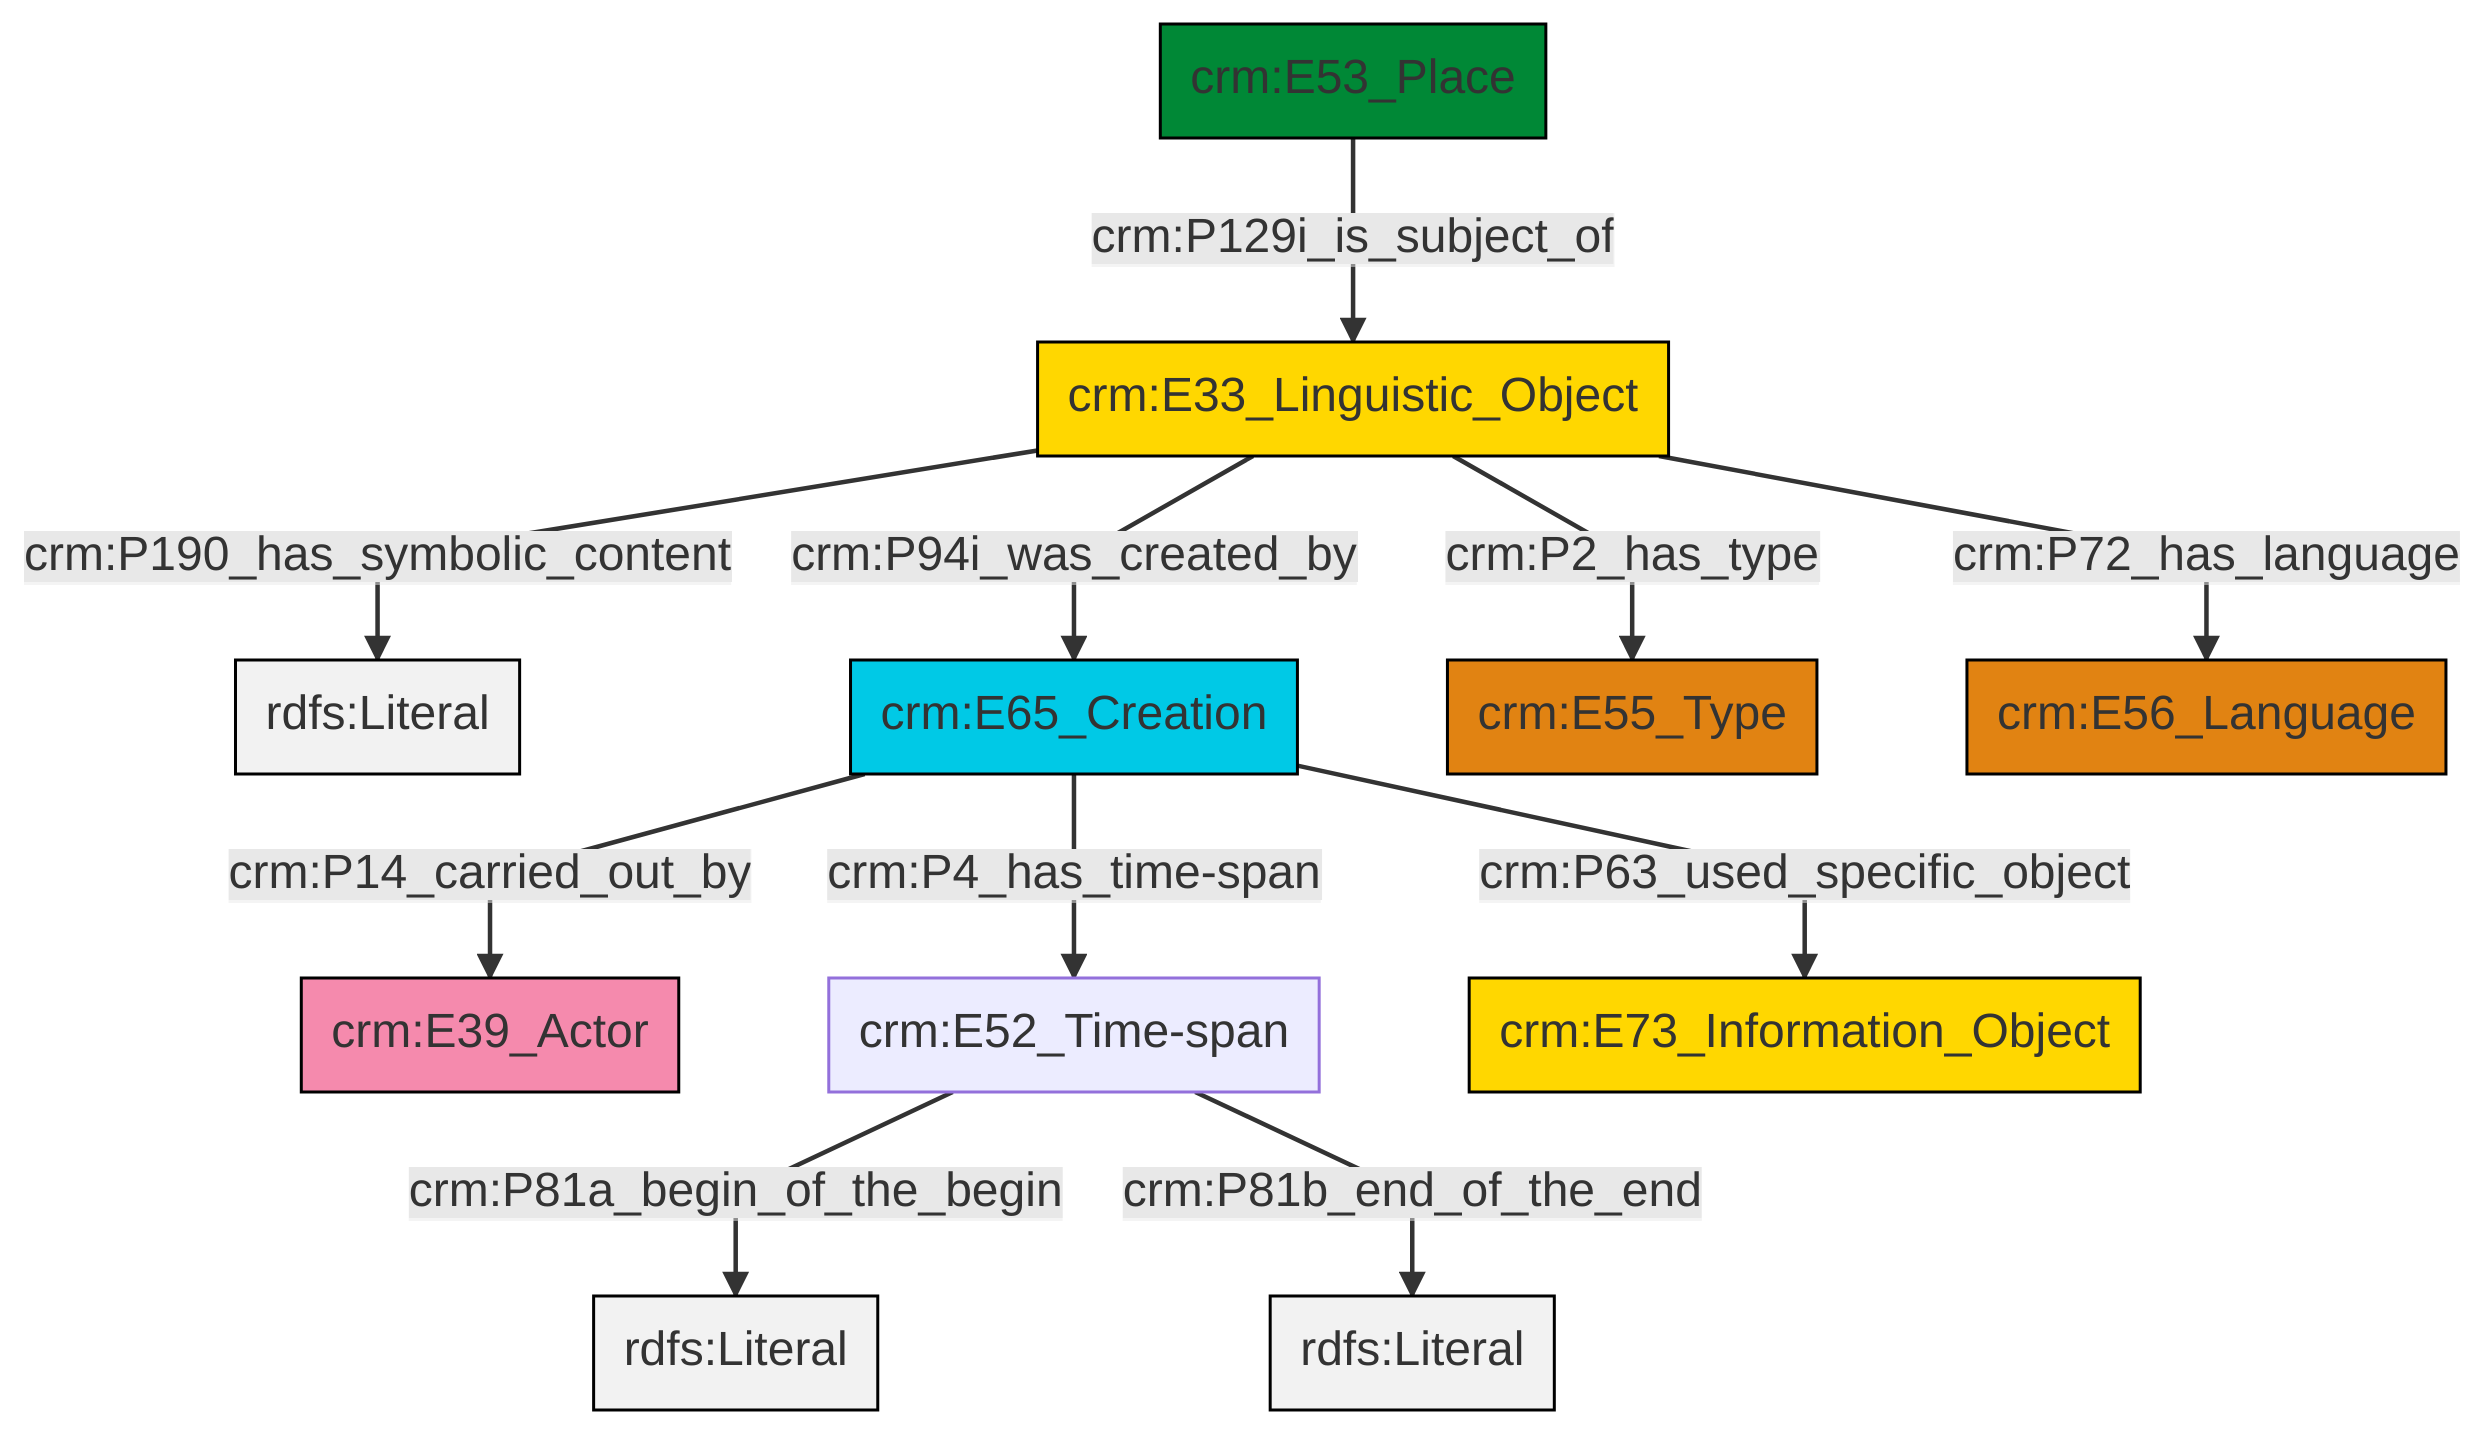 crm:E53_Place
crm:P129i_is_subject_of
crm:E33_Linguistic_Object
crm:P190_has_symbolic_content
crm:P94i_was_created_by
crm:P2_has_type
crm:P72_has_language
rdfs:Literal
crm:E65_Creation
crm:E55_Type
crm:E56_Language
crm:P14_carried_out_by
crm:P4_has_time-span
crm:P63_used_specific_object
crm:E39_Actor
crm:E52_Time-span
crm:E73_Information_Object
crm:P81a_begin_of_the_begin
crm:P81b_end_of_the_end
rdfs:Literal
rdfs:Literal